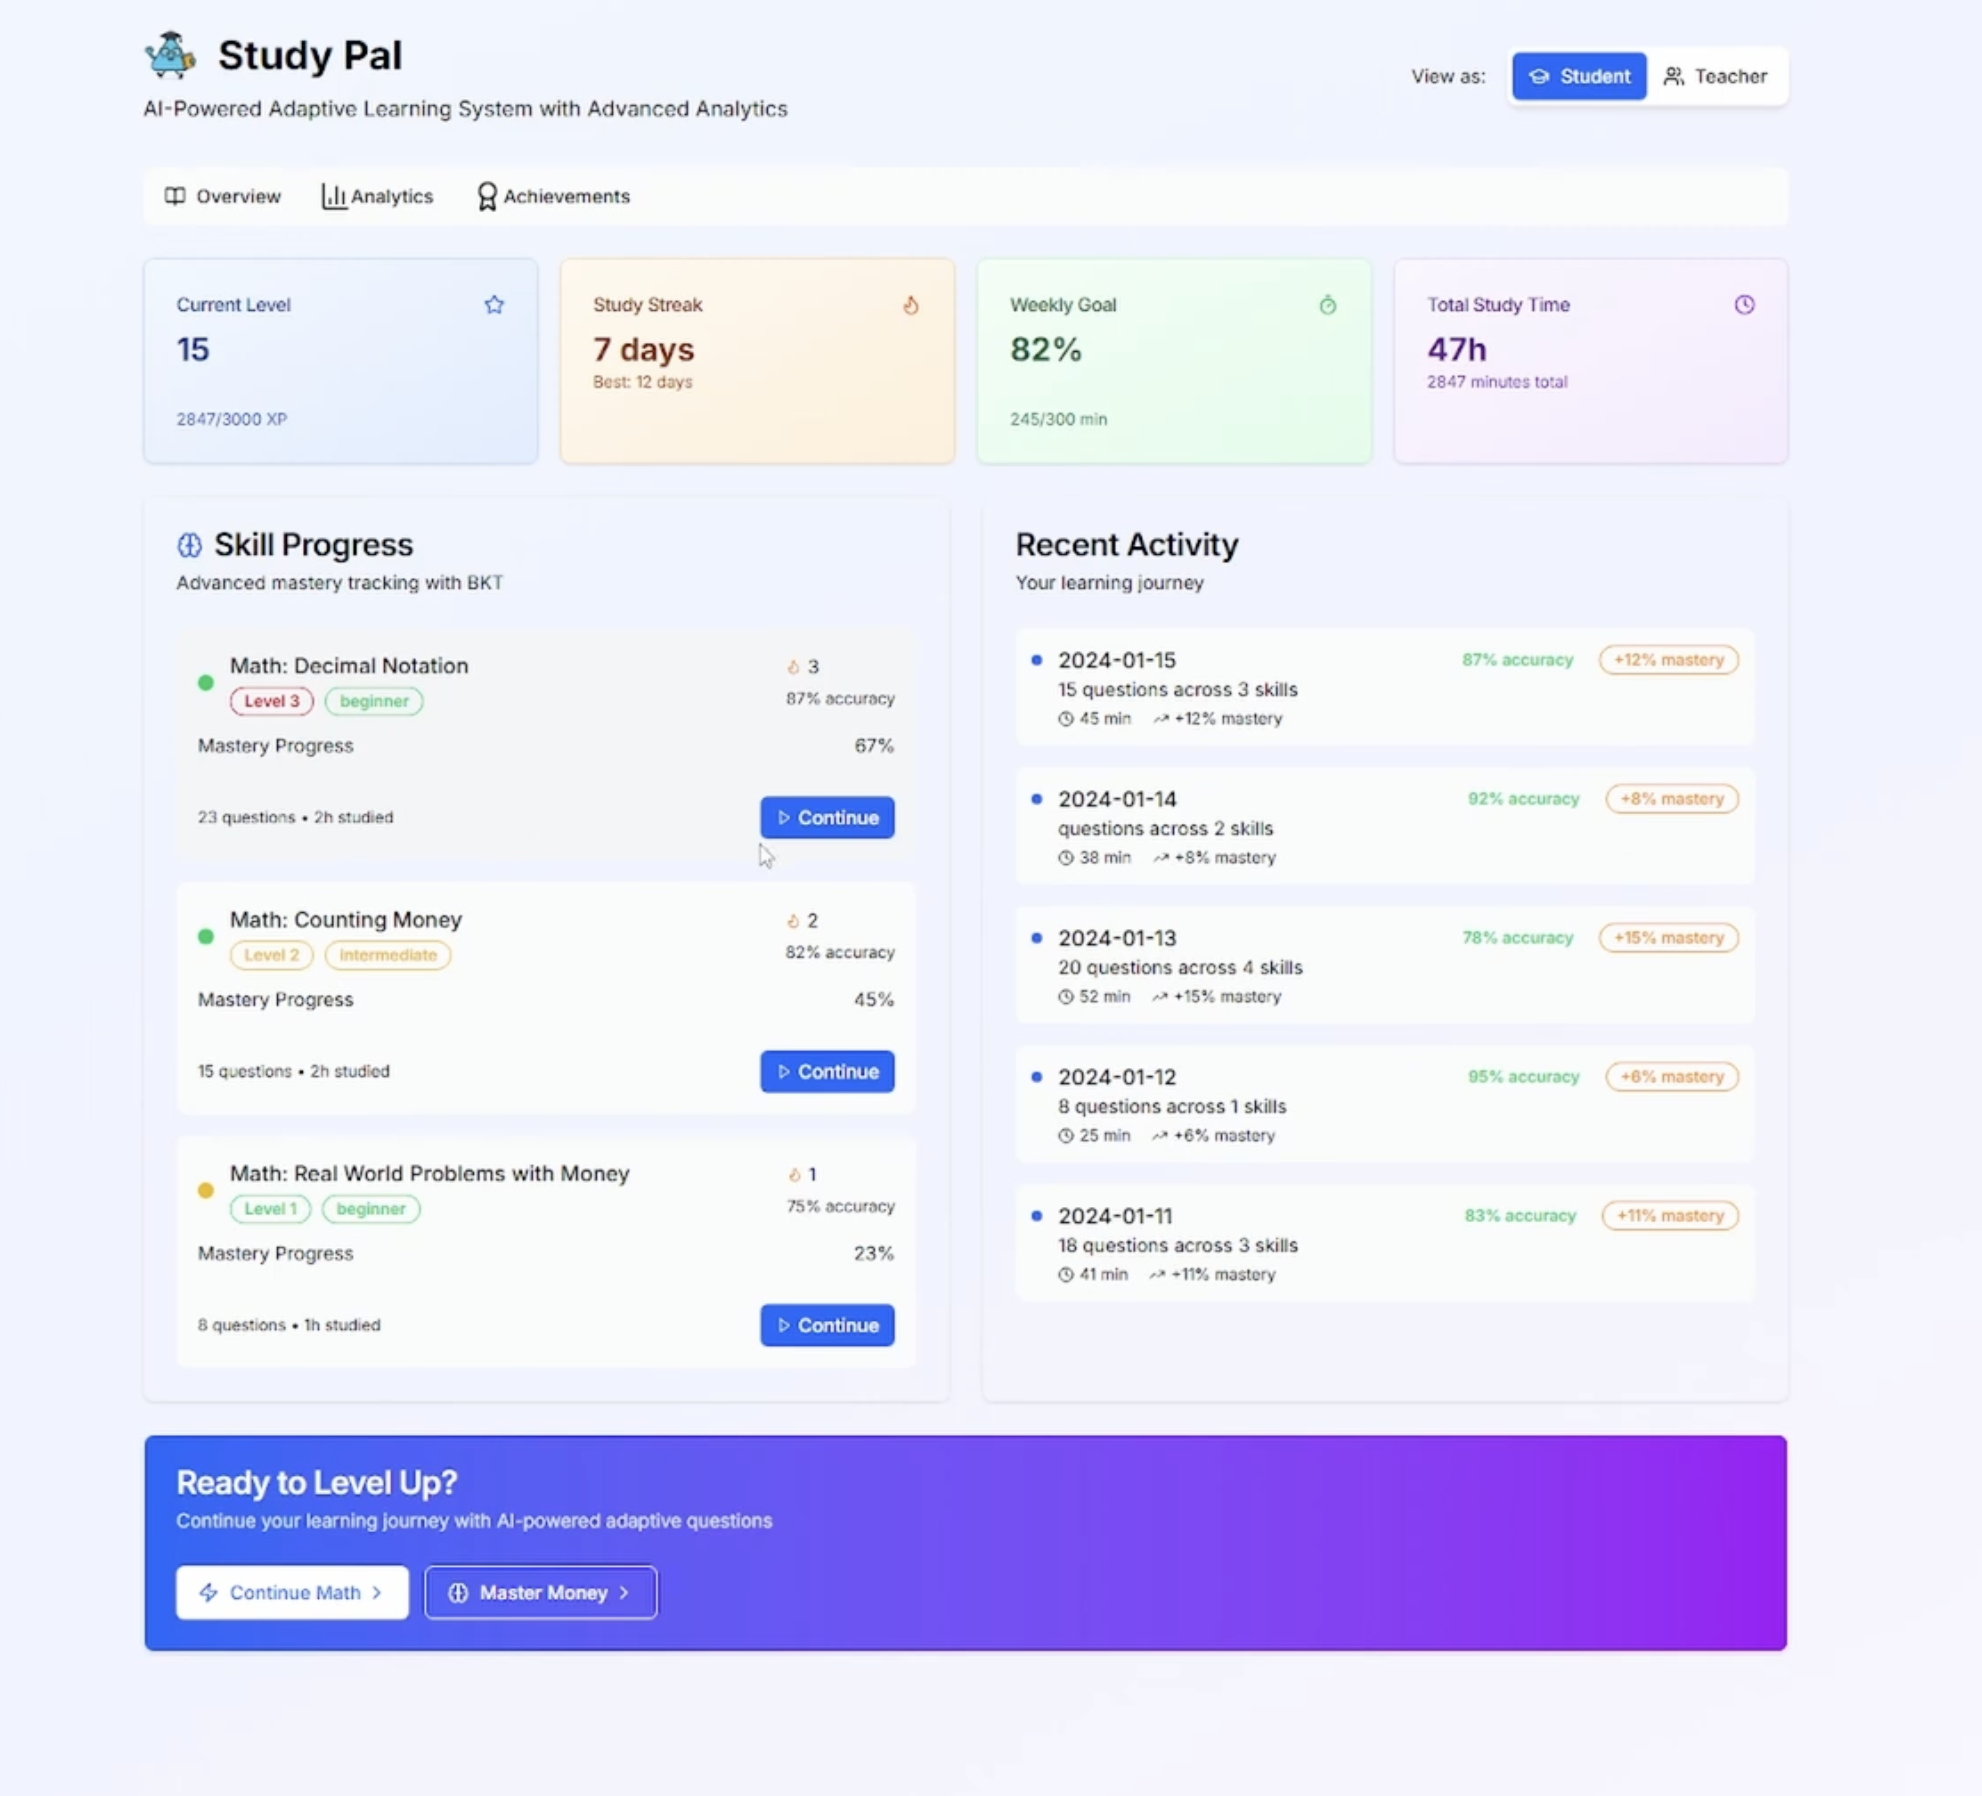 Study Pal
AI-Powered Adaptive Learning System with Advanced Analytics
View as:
Student
Teacher
Overview
Analytics
Achievements
Current Level
15
2847/3000 XP
Study Streak
7 days
Best: 12 days
Weekly Goal
82%
245/300 min
Total Study Time
47h
2847 minutes total
Skill Progress
Advanced mastery tracking with BKT
Math: Decimal Notation
3
Level 3
beginner
87% accuracy
Mastery Progress
67%
23 questions • 2h studied
Continue
Math: Counting Money
2
Level 2
Intermediate
82% accuracy
Mastery Progress
45%
15 questions • 2h studied
Continue
Math: Real World Problems with Money
1
Level 1
beginner
75% accuracy
Mastery Progress
23%
8 questions • 1h studied
Continue
Recent Activity
Your learning journey
2024-01-15
87% accuracy
+12% mastery
15 questions across 3 skills
45 min
+12% mastery
2024-01-14
92% accuracy
+8% mastery
questions across 2 skills
38 min
+8% mastery
2024-01-13
78% accuracy
+15% mastery
20 questions across 4 skills
52 min
+15% mastery
2024-01-12
95% accuracy
+6% mastery
8 questions across 1 skills
25 min
+6% mastery
2024-01-11
83% accuracy
+11% mastery
18 questions across 3 skills
41 min
+11% mastery
Ready to Level Up?
Continue your learning journey with AI-powered adaptive questions
Continue Math
Master Money